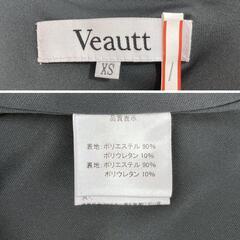 Veautt
XS
品質表示
表地: ポリエステル 90%
ポリウレタン 10%
裏地: ポリエステル 90%
ポリウレタン 10%